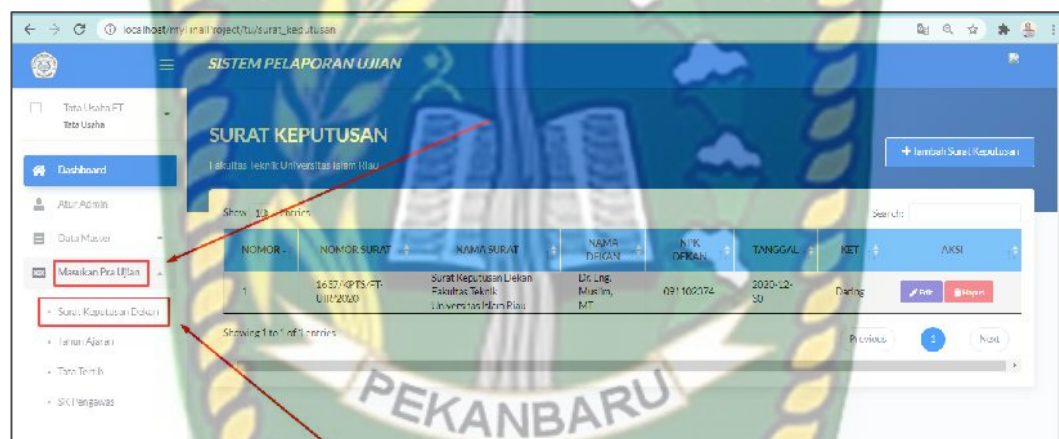 localhost/myFinalProject/tu/surat_keputusan
SISTEM PELAPORAN UJIAN
Tata Usaha FT
Tata Usaha
SURAT KEPUTUSAN
Fakultas Teknik Universitas Islam Riau
+ Tambah Surat Keputusan
Dashboard
Atur Admin
Data Master
Masukan Pra Ujian
Surat Keputusan Dekan
Tahun Ajaran
Tata Tertib
SK Pengawas
Show 10 entries
Search:
NOMOR NOMOR SURAT NAMA SURAT NAMA DEKAN NPK DEKAN TANGGAL KET AKSI
1 1637/KPTS/FT-UIR/2020 Surat Keputusan Dekan Fakultas Teknik Universitas Islam Riau Dr. Eng. Muslim, MT 091102374 2020-12-30 Daring Edit Hapus
Showing 1 to 1 of 1 entries
Previous 1 Next
PEKANBARU